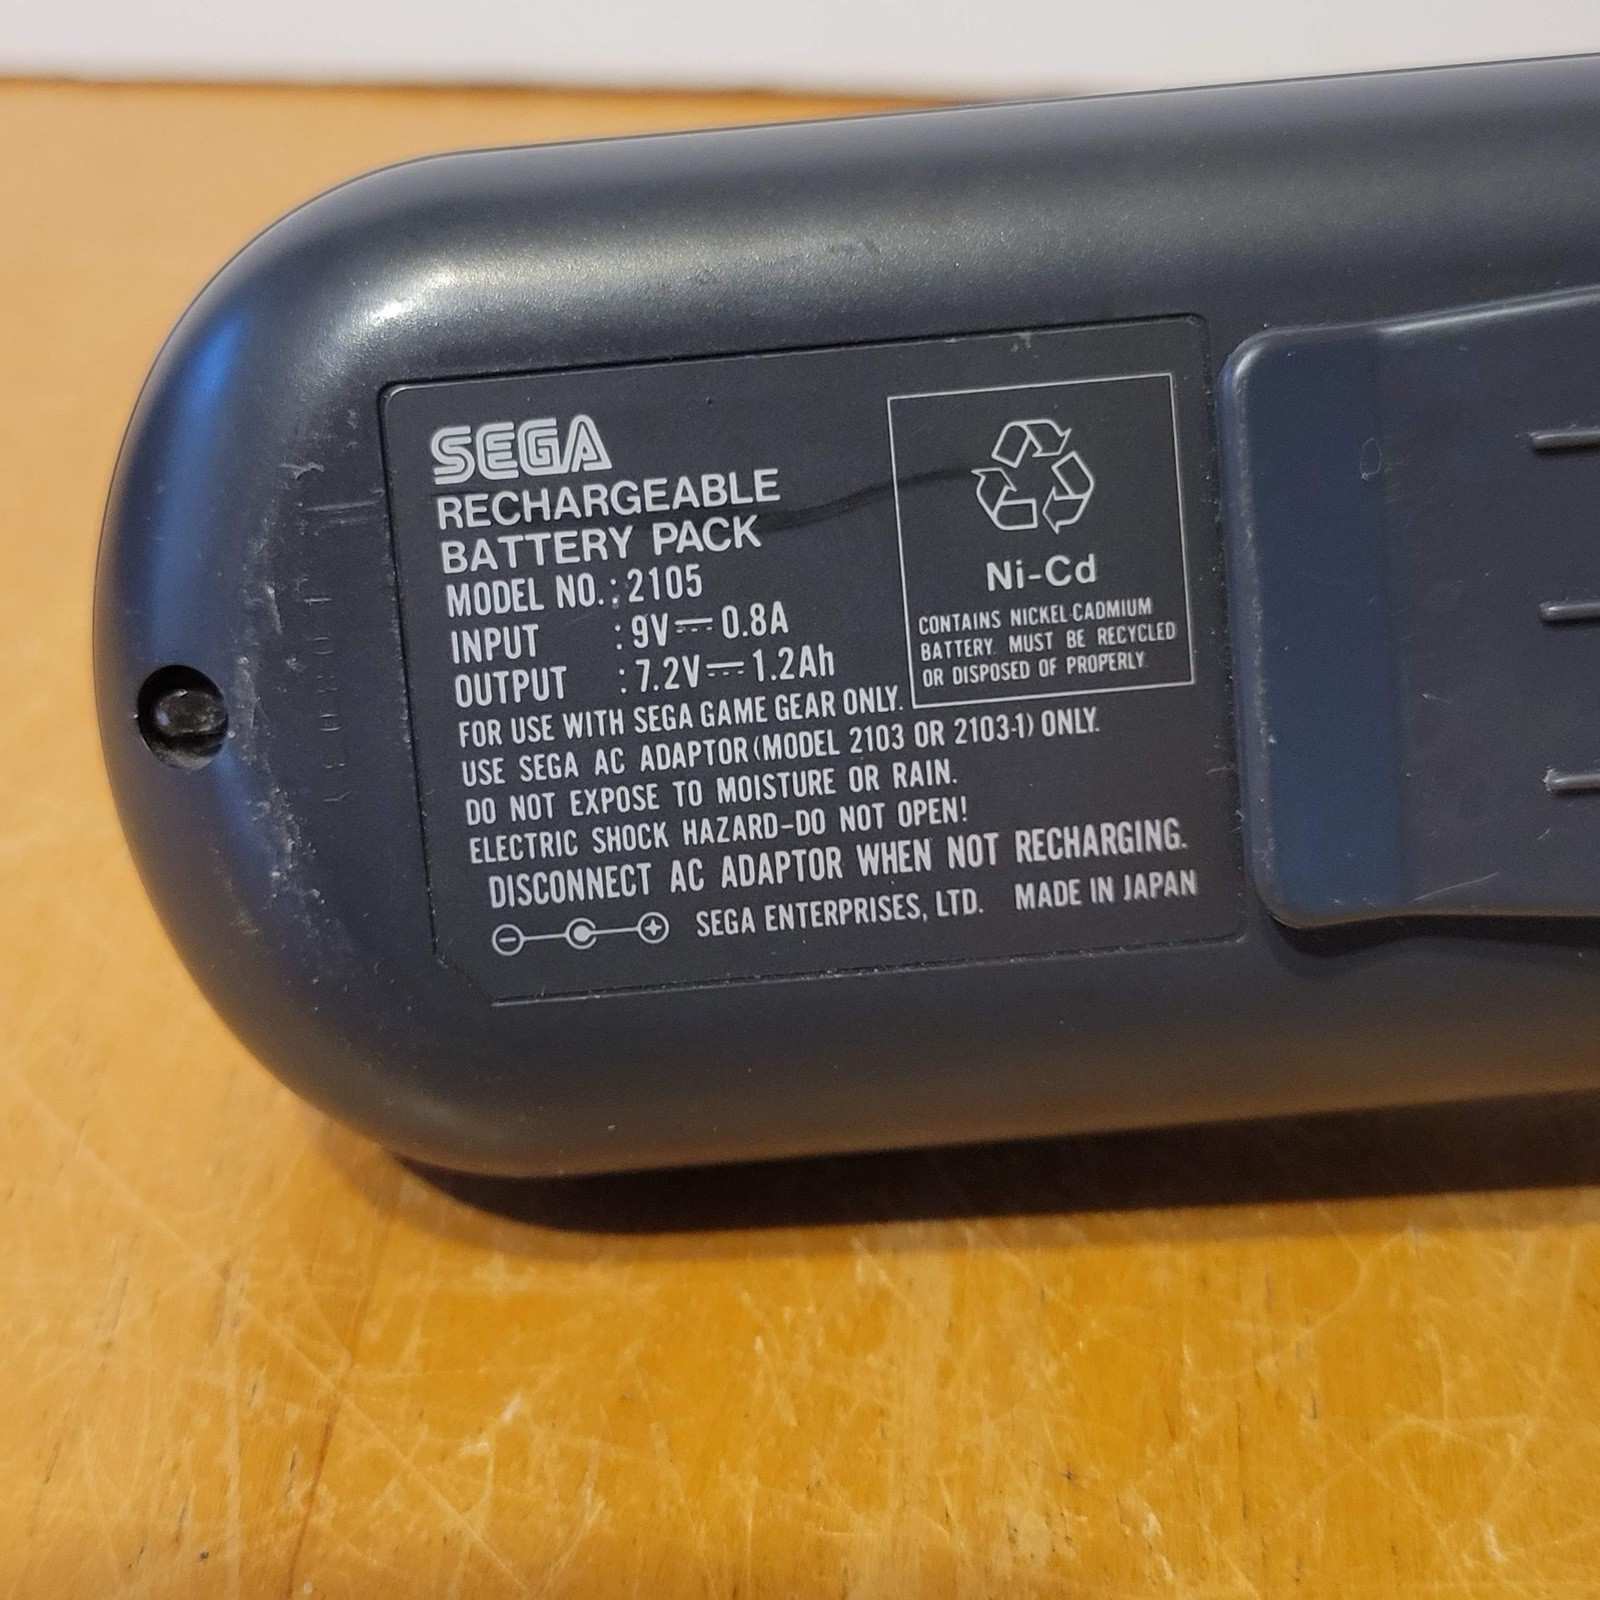 SEGA
RECHARGEABLE
BATTERY PACK
MODEL NO.: 2105
INPUT : 9V⎓0.8A
OUTPUT : 7.2V⎓1.2Ah
FOR USE WITH SEGA GAME GEAR ONLY.
USE SEGA AC ADAPTOR (MODEL 2103 OR 2103-1) ONLY.
DO NOT EXPOSE TO MOISTURE OR RAIN.
ELECTRIC SHOCK HAZARD-DO NOT OPEN!
DISCONNECT AC ADAPTOR WHEN NOT RECHARGING.
SEGA ENTERPRISES, LTD. MADE IN JAPAN
Ni-Cd
CONTAINS NICKEL-CADMIUM
BATTERY. MUST BE RECYCLED
OR DISPOSED OF PROPERLY.